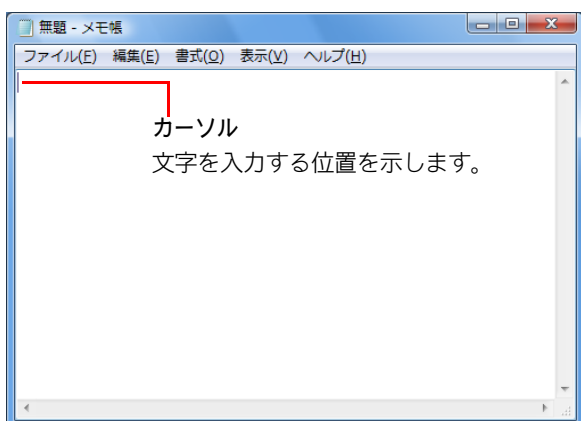 無題 - メモ帳
ファイル(F) 編集(E) 書式(O) 表示(V) ヘルプ(H)
カーソル
文字を入力する位置を示します。